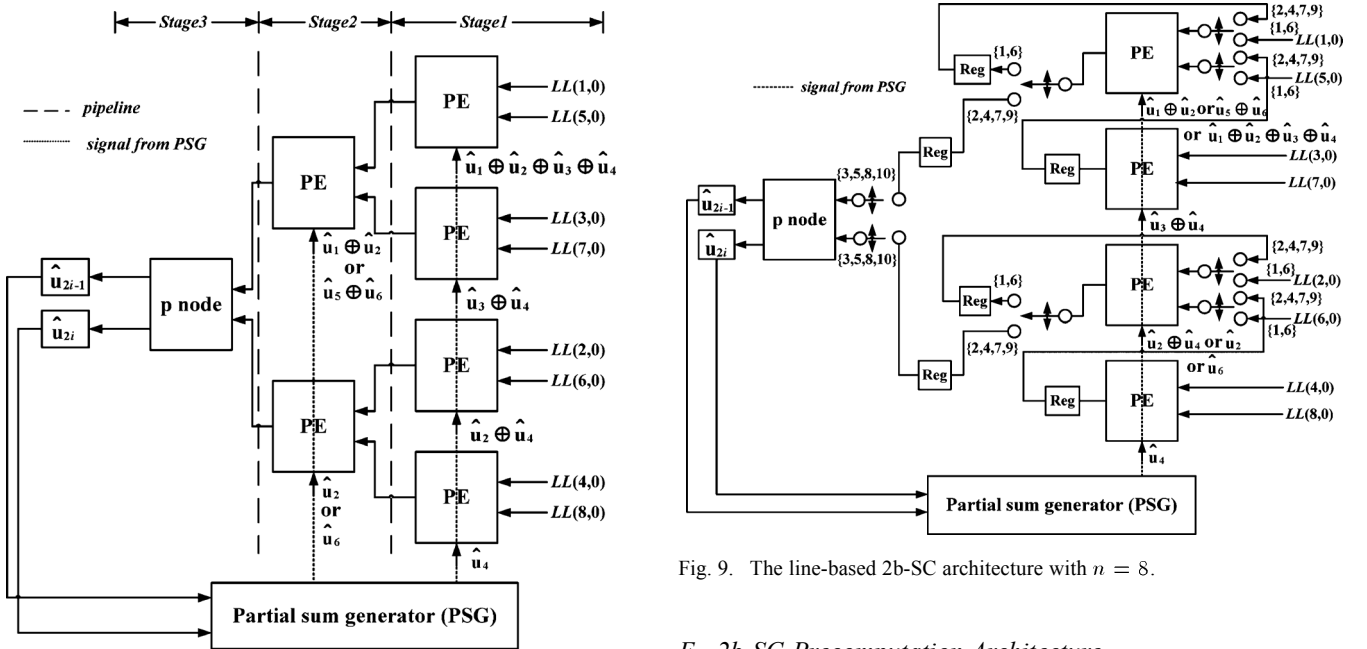 Stage3
Stage2
Stage1
pipeline
signal from PSG
PE
LL(1,0)
LL(5,0)
û₁ ⊕ û₂ ⊕ û₃ ⊕ û₄
PE
PE
LL(3,0)
LL(7,0)
û₁ ⊕ û₂
or
û₅ ⊕ û₆
û₃ ⊕ û₄
û₂ᵢ₋₁
û₂ᵢ
p node
PE
LL(2,0)
LL(6,0)
PE
û₂ ⊕ û₄
PE
LL(4,0)
LL(8,0)
û₂
or
û₆
û₄
Partial sum generator (PSG)
signal from PSG
{2,4,7,9}
{1,6}
LL(1,0)
{2,4,7,9}
LL(5,0)
{1,6}
PE
Reg
{1,6}
{2,4,7,9}
û₁ ⊕ û₂ or û₅ ⊕ û₆
or û₁ ⊕ û₂ ⊕ û₃ ⊕ û₄
Reg
Reg
PE
LL(3,0)
LL(7,0)
û₃ ⊕ û₄
{3,5,8,10}
p node
{3,5,8,10}
û₂ᵢ₋₁
û₂ᵢ
{2,4,7,9}
{1,6}
LL(2,0)
{2,4,7,9}
LL(6,0)
{1,6}
PE
Reg
{1,6}
{2,4,7,9}
û₂ ⊕ û₄ or û₂
or û₆
Reg
Reg
PE
LL(4,0)
LL(8,0)
û₄
Partial sum generator (PSG)
Fig. 9. The line-based 2b-SC architecture with n = 8.